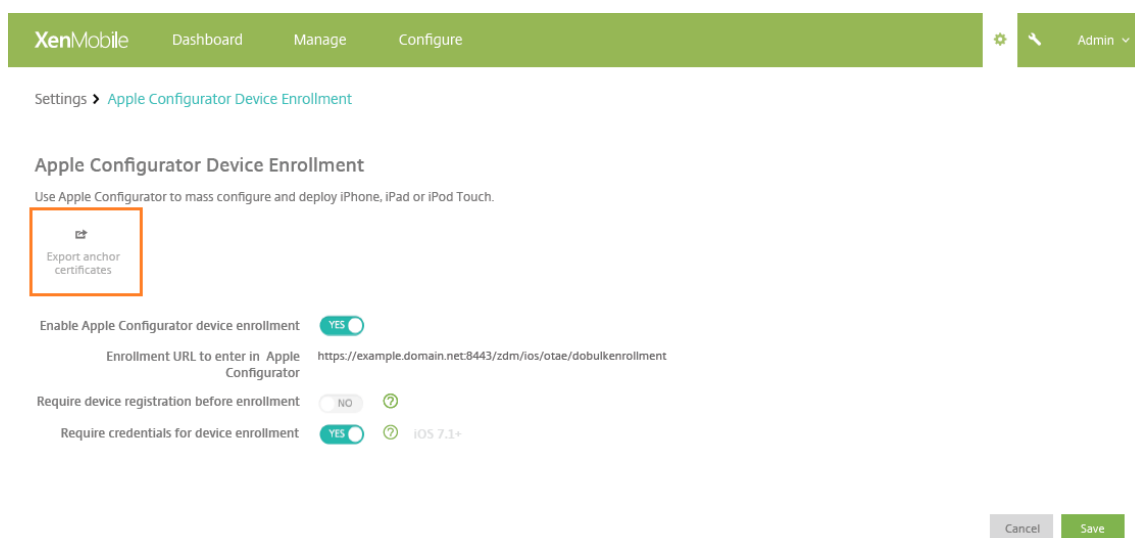 XenMobile Dashboard Manage Configure Admin
Settings > Apple Configurator Device Enrollment
Apple Configurator Device Enrollment
Use Apple Configurator to mass configure and deploy iPhone, iPad or iPod Touch.
Export anchor
certificates
Enable Apple Configurator device enrollment YES
Enrollment URL to enter in Apple https://example.domain.net:8443/zdm/ios/otae/dobulkenrollment
Configurator
Require device registration before enrollment NO ?
Require credentials for device enrollment YES ? iOS 7.1+
Cancel Save